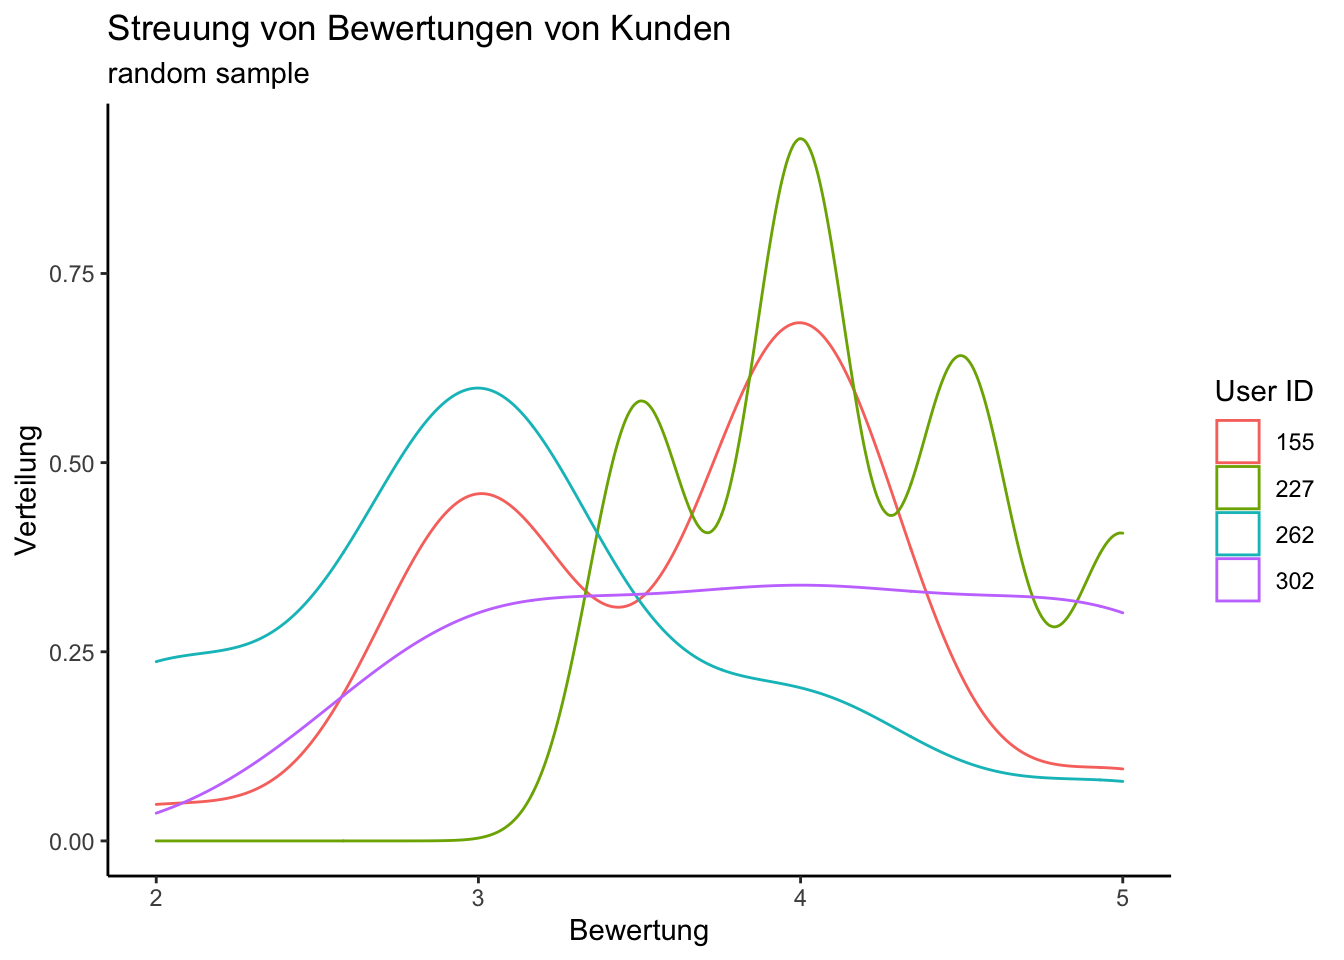 Streuung von Bewertungen von Kunden
random sample
Verteilung
0.75
0.50
0.25
0.00
2
3
4
5
Bewertung
User ID
155
227
262
302